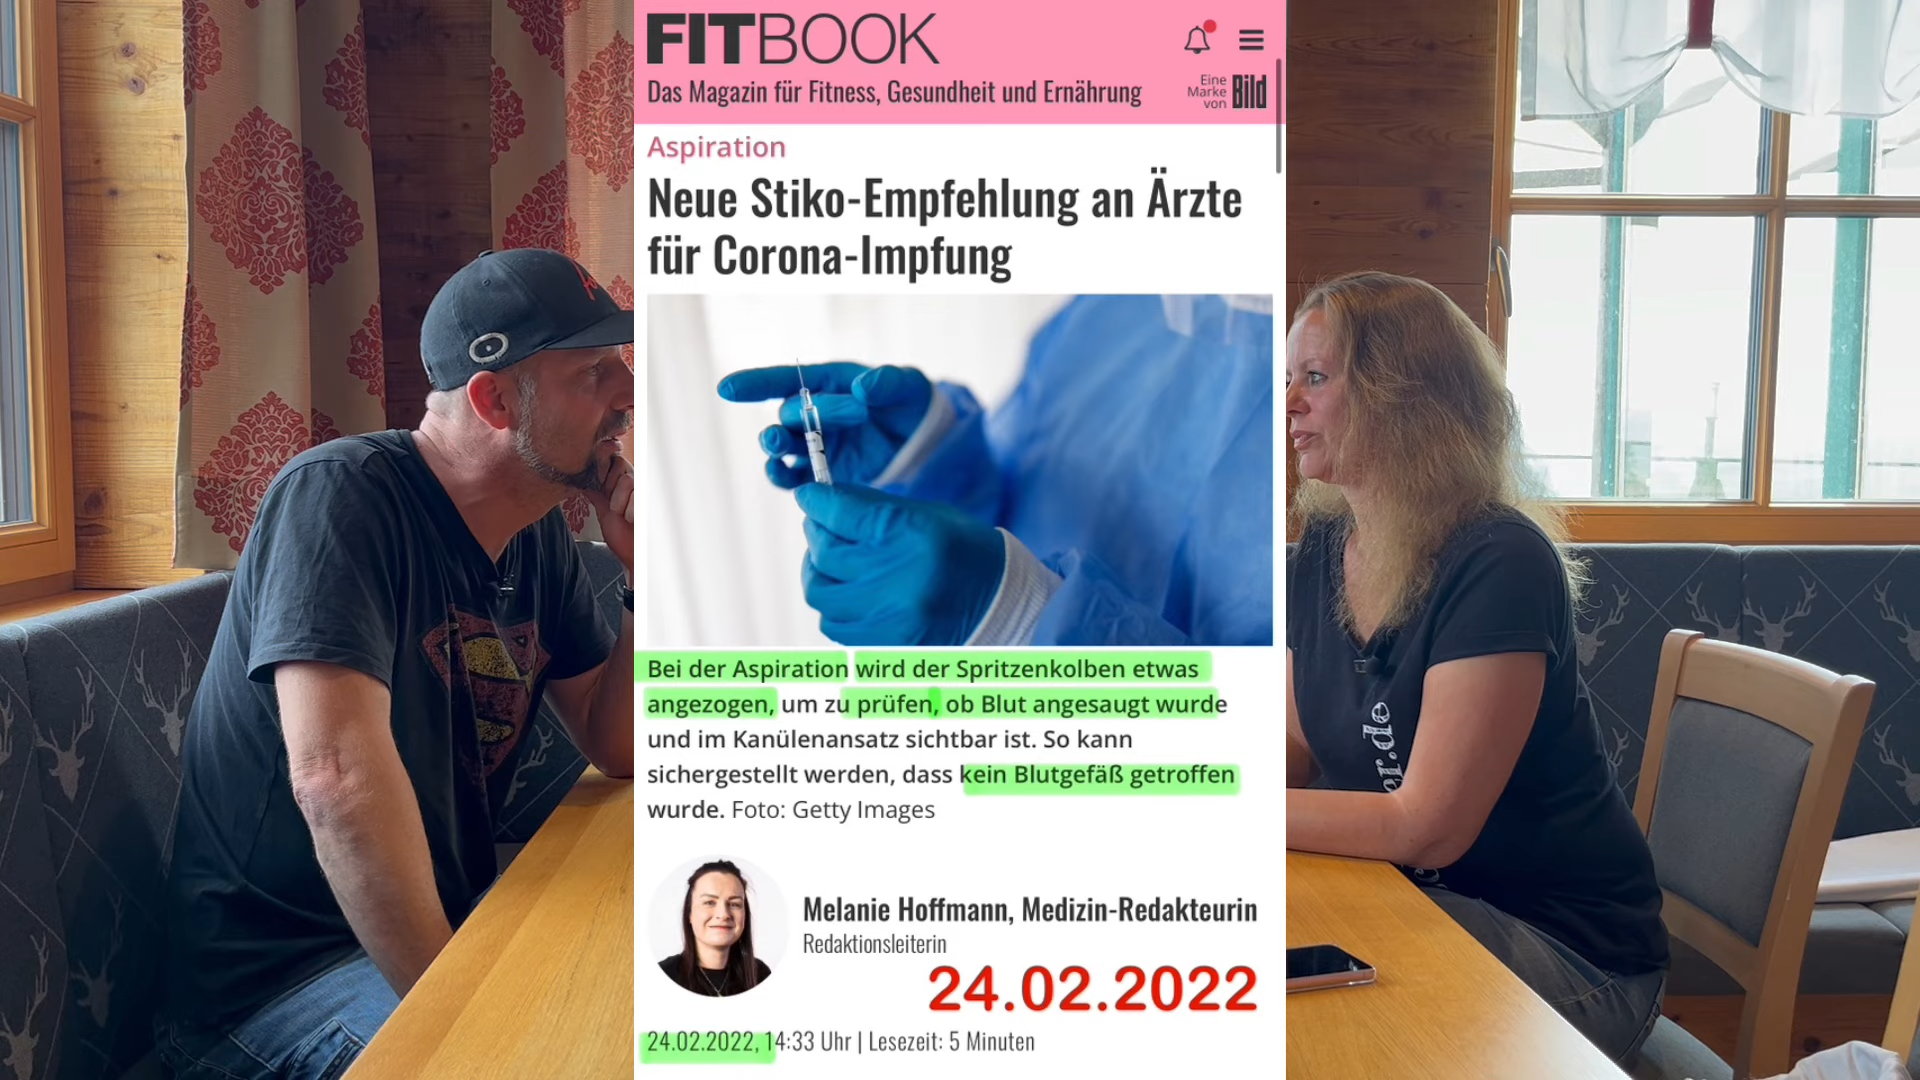 FITBOOK
Das Magazin für Fitness, Gesundheit und Ernährung
Eine
Marke
von
Bild
Aspiration
Neue Stiko-Empfehlung an Ärzte
für Corona-Impfung
Bei der Aspiration wird der Spritzenkolben etwas
angezogen, um zu prüfen, ob Blut angesaugt wurde
und im Kanülenansatz sichtbar ist. So kann
sichergestellt werden, dass kein Blutgefäß getroffen
wurde. Foto: Getty Images
Melanie Hoffmann, Medizin-Redakteurin
Redaktionsleiterin
24.02.2022
24.02.2022, 14:33 Uhr | Lesezeit: 5 Minuten
er.de